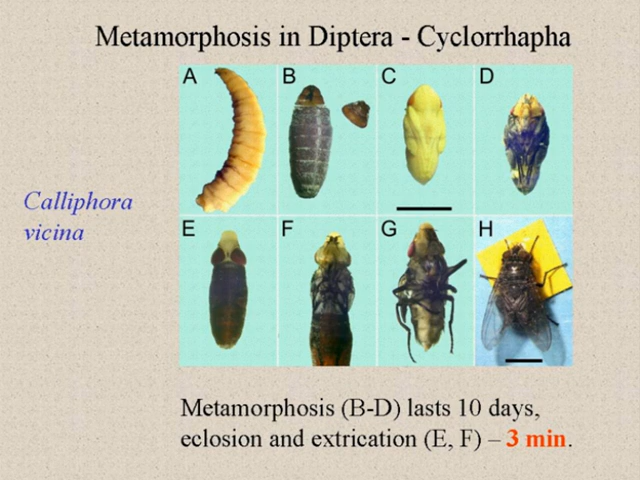 Metamorphosis in Diptera - Cyclorrhapha
A B C D
Calliphora
vicina
E F G H
Metamorphosis (B-D) lasts 10 days,
eclosion and extrication (E, F) – 3 min.